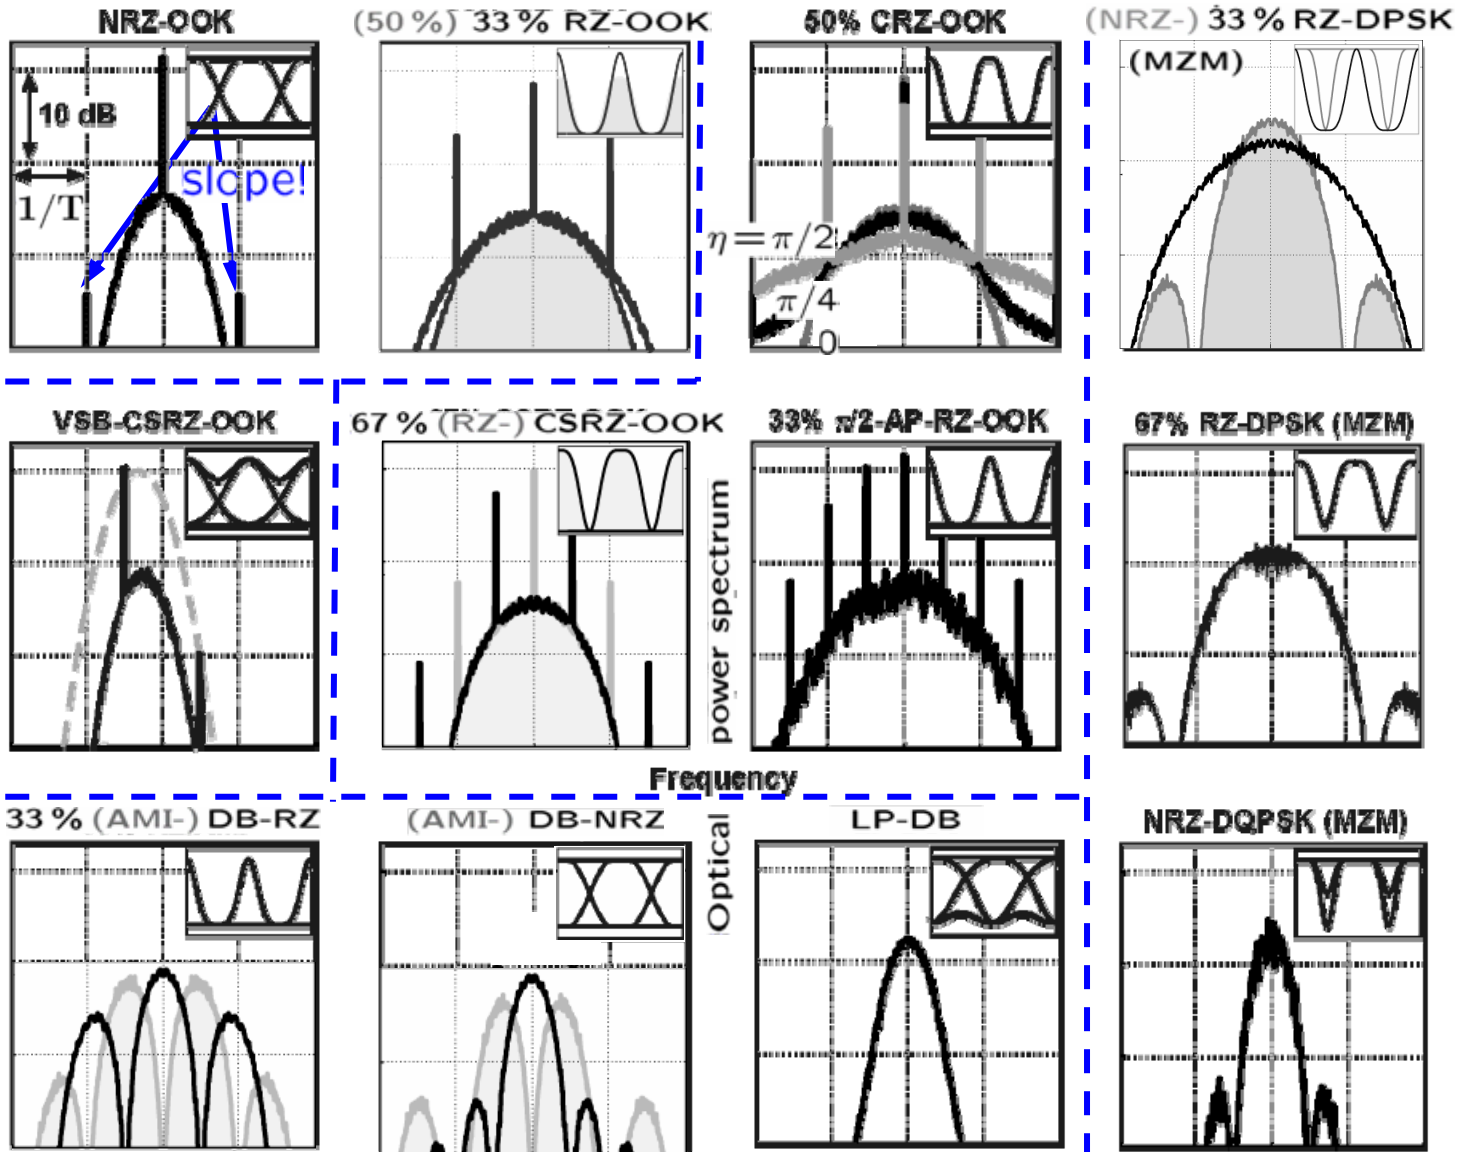 NRZ-OOK
(50 %) 33 % RZ-OOK
50% CRZ-OOK
(NRZ-) 33 % RZ-DPSK
(MZM)
10 dB
1/T
slope!
η = π/2
π/4
0
VSB-CSRZ-OOK
67 % (RZ-) CSRZ-OOK
33% π/2-AP-RZ-OOK
67% RZ-DPSK (MZM)
Optical power spectrum
Frequency
33 % (AMI-) DB-RZ
(AMI-) DB-NRZ
LP-DB
NRZ-DQPSK (MZM)